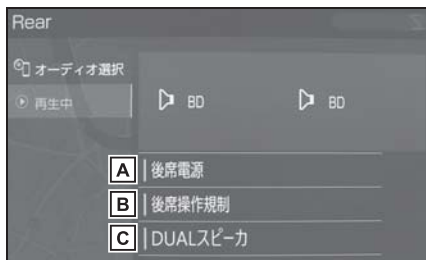 Rear
オーディオ選択
再生中
BD BD
A 後席電源
B 後席操作規制
C DUALスピーカ